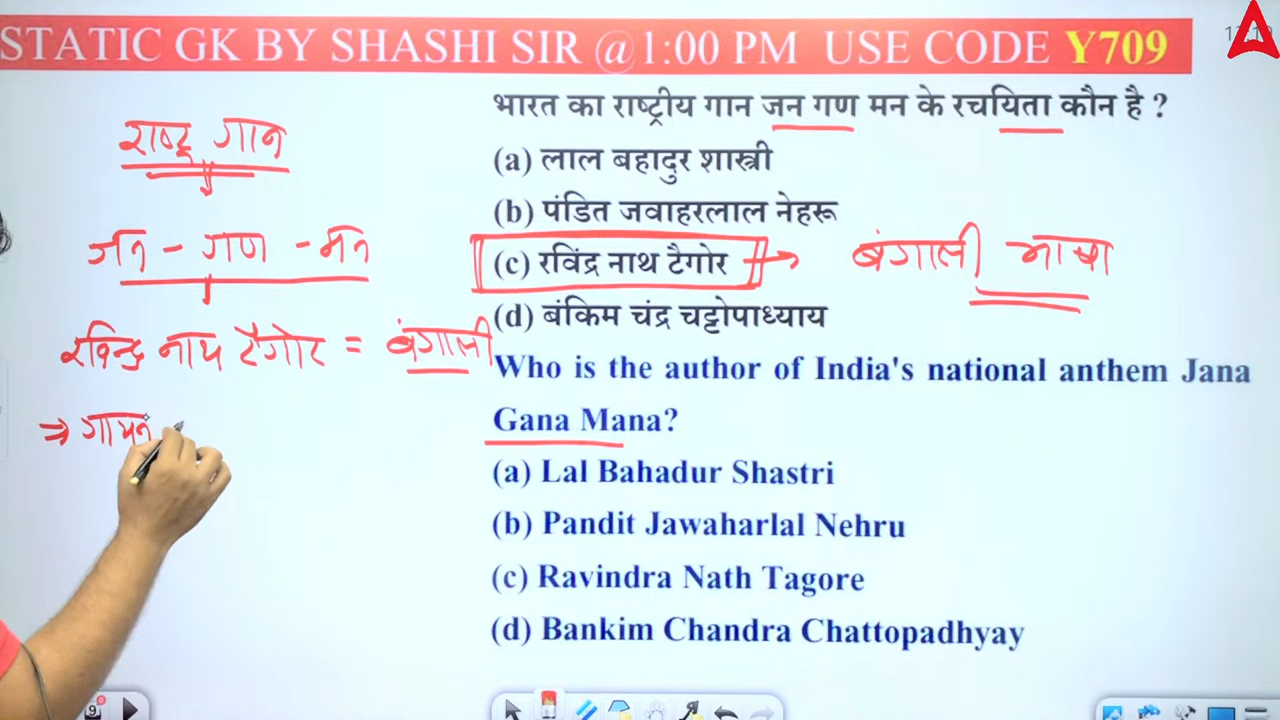 STATIC GK BY SHASHI SIR @1:00 PM USE CODE Y709
भारत का राष्ट्रीय गान जन गण मन के रचयिता कौन है ?
(a) लाल बहादुर शास्त्री
(b) पंडित जवाहरलाल नेहरू
(c) रविंद्र नाथ टैगोर
(d) बंकिम चंद्र चट्टोपाध्याय
Who is the author of India's national anthem Jana
Gana Mana?
(a) Lal Bahadur Shastri
(b) Pandit Jawaharlal Nehru
(c) Ravindra Nath Tagore
(d) Bankim Chandra Chattopadhyay
राष्ट्र गान
जन - गण - मन
रविन्द्र नाथ टैगोर = बंगाली
⇒ गायन
बंगाली भाषा